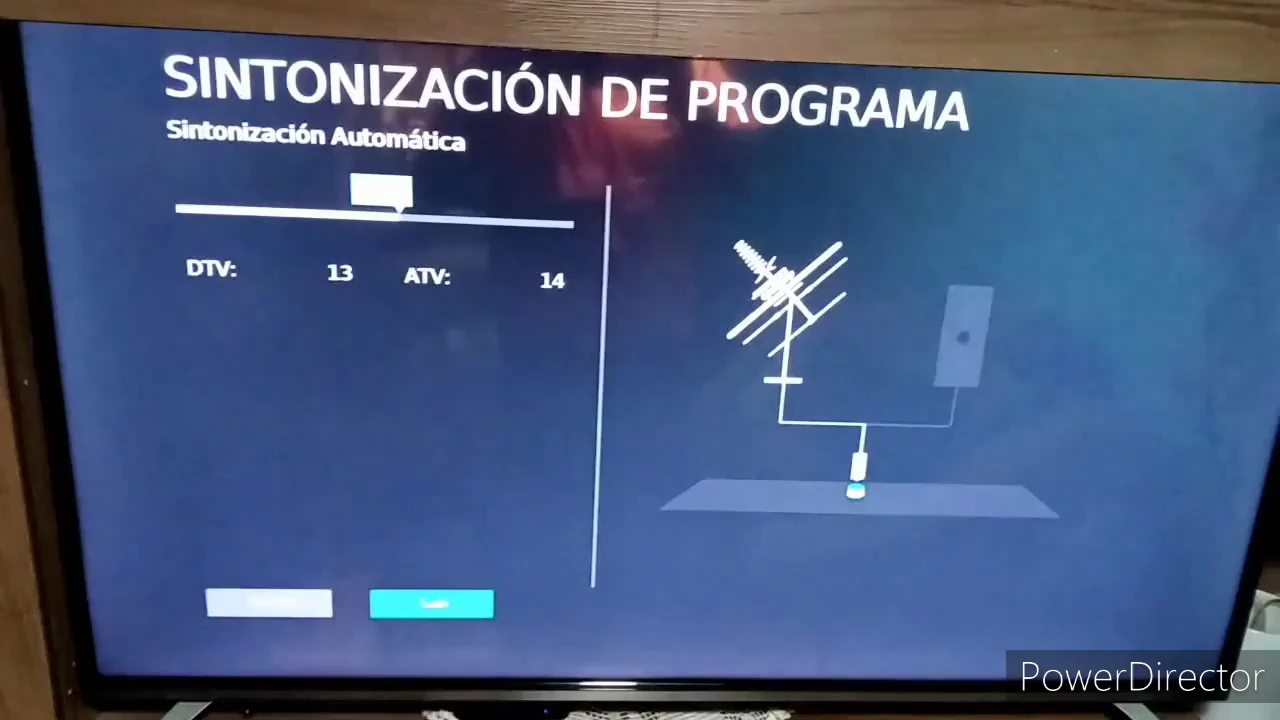 SINTONIZACIÓN DE PROGRAMA
Sintonización Automática
DTV: 13 ATV: 14
PowerDirector